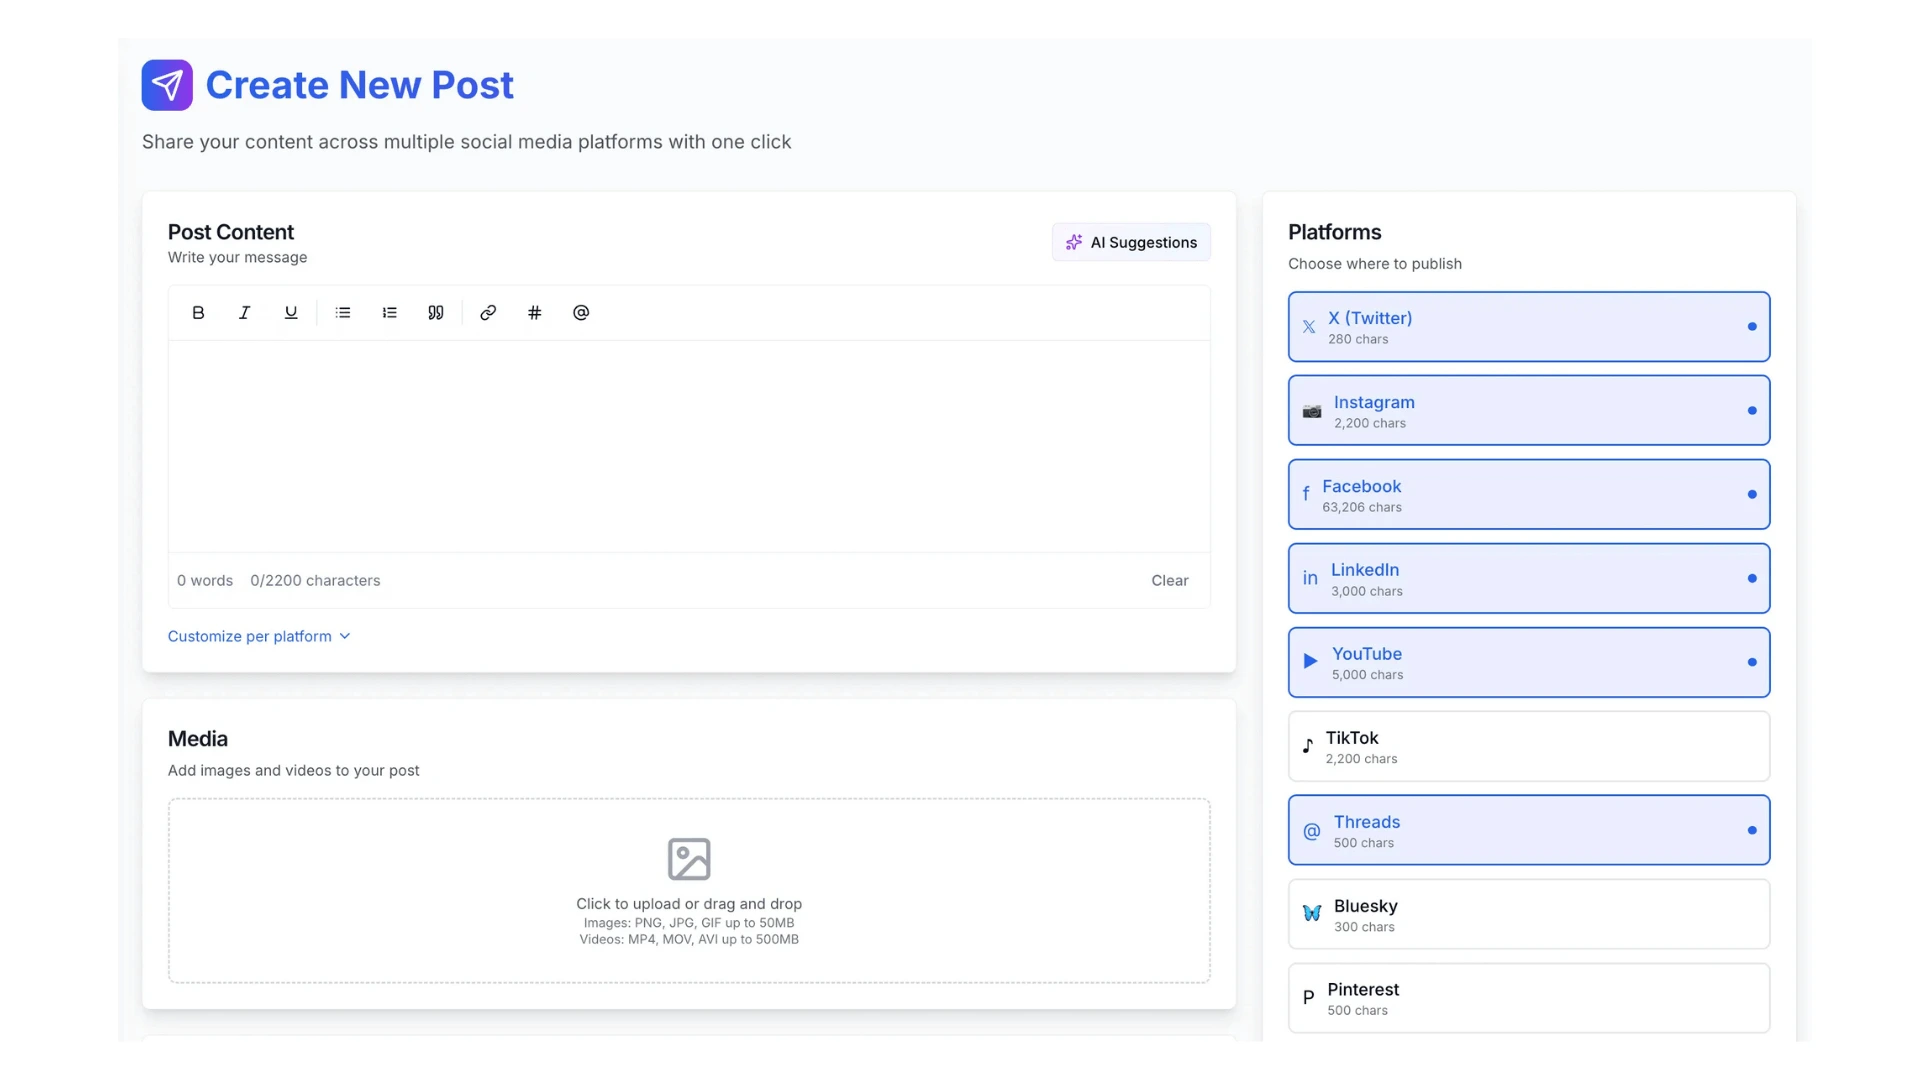 Create New Post
Share your content across multiple social media platforms with one click
Post Content
Write your message
AI Suggestions
B I U # @
0 words 0/2200 characters
Clear
Customize per platform
Media
Add images and videos to your post
Click to upload or drag and drop
Images: PNG, JPG, GIF up to 50MB
Videos: MP4, MOV, AVI up to 500MB
Platforms
Choose where to publish
𝕏 X (Twitter)
280 chars
Instagram
2,200 chars
f Facebook
63,206 chars
in LinkedIn
3,000 chars
YouTube
5,000 chars
TikTok
2,200 chars
@ Threads
500 chars
Bluesky
300 chars
P Pinterest
500 chars